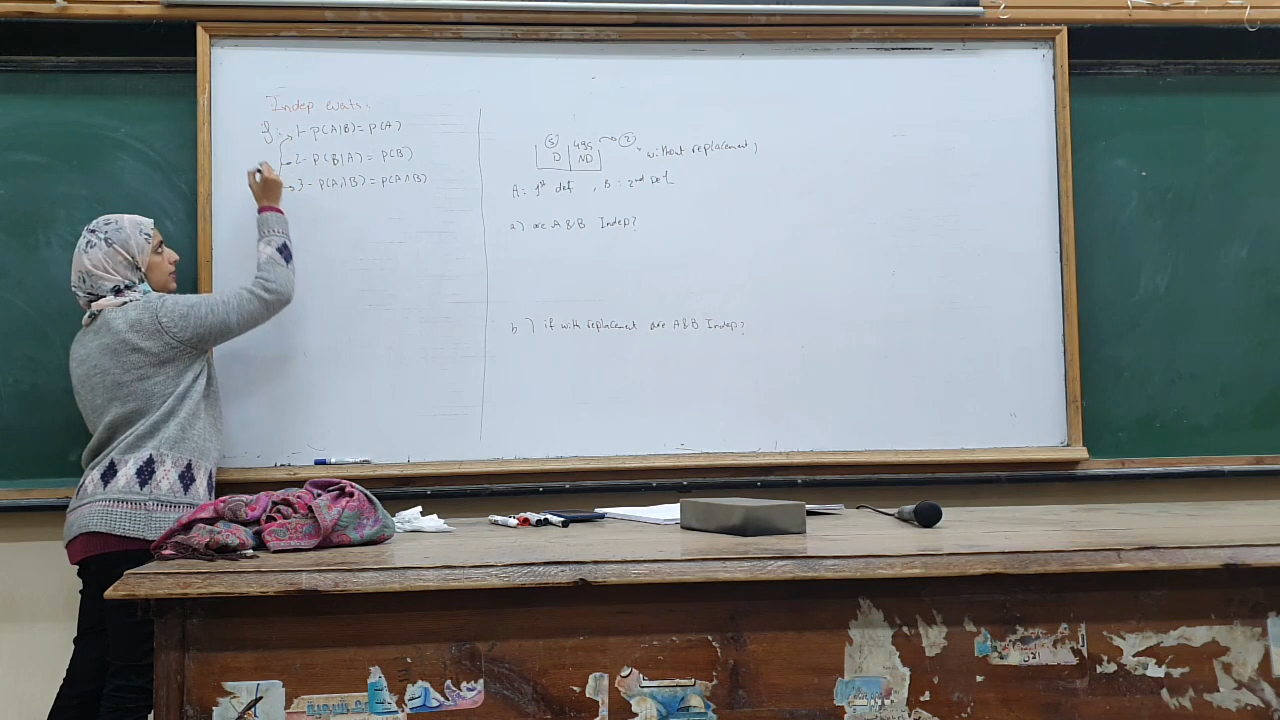 Indep events:
if
1- P(A|B) = P(A)
2- P(B|A) = P(B)
3- P(A∩B) = P(A∩B)
5 D 495 ND 2
without replacement,
A: 1st def , B: 2nd Def
a) are A & B Indep?
b) if with replacement are A&B Indep?